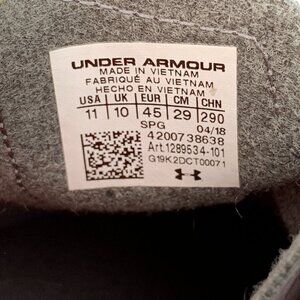 UNDER ARMOUR
MADE IN VIETNAM
FABRIQUÉ AU VIETNAM
HECHO EN VIETNAM
USA UK EUR CM CHN
11 10 45 29 290
SPG 04/18
4200738638
Art.1289534-101
G19K2DCT00071